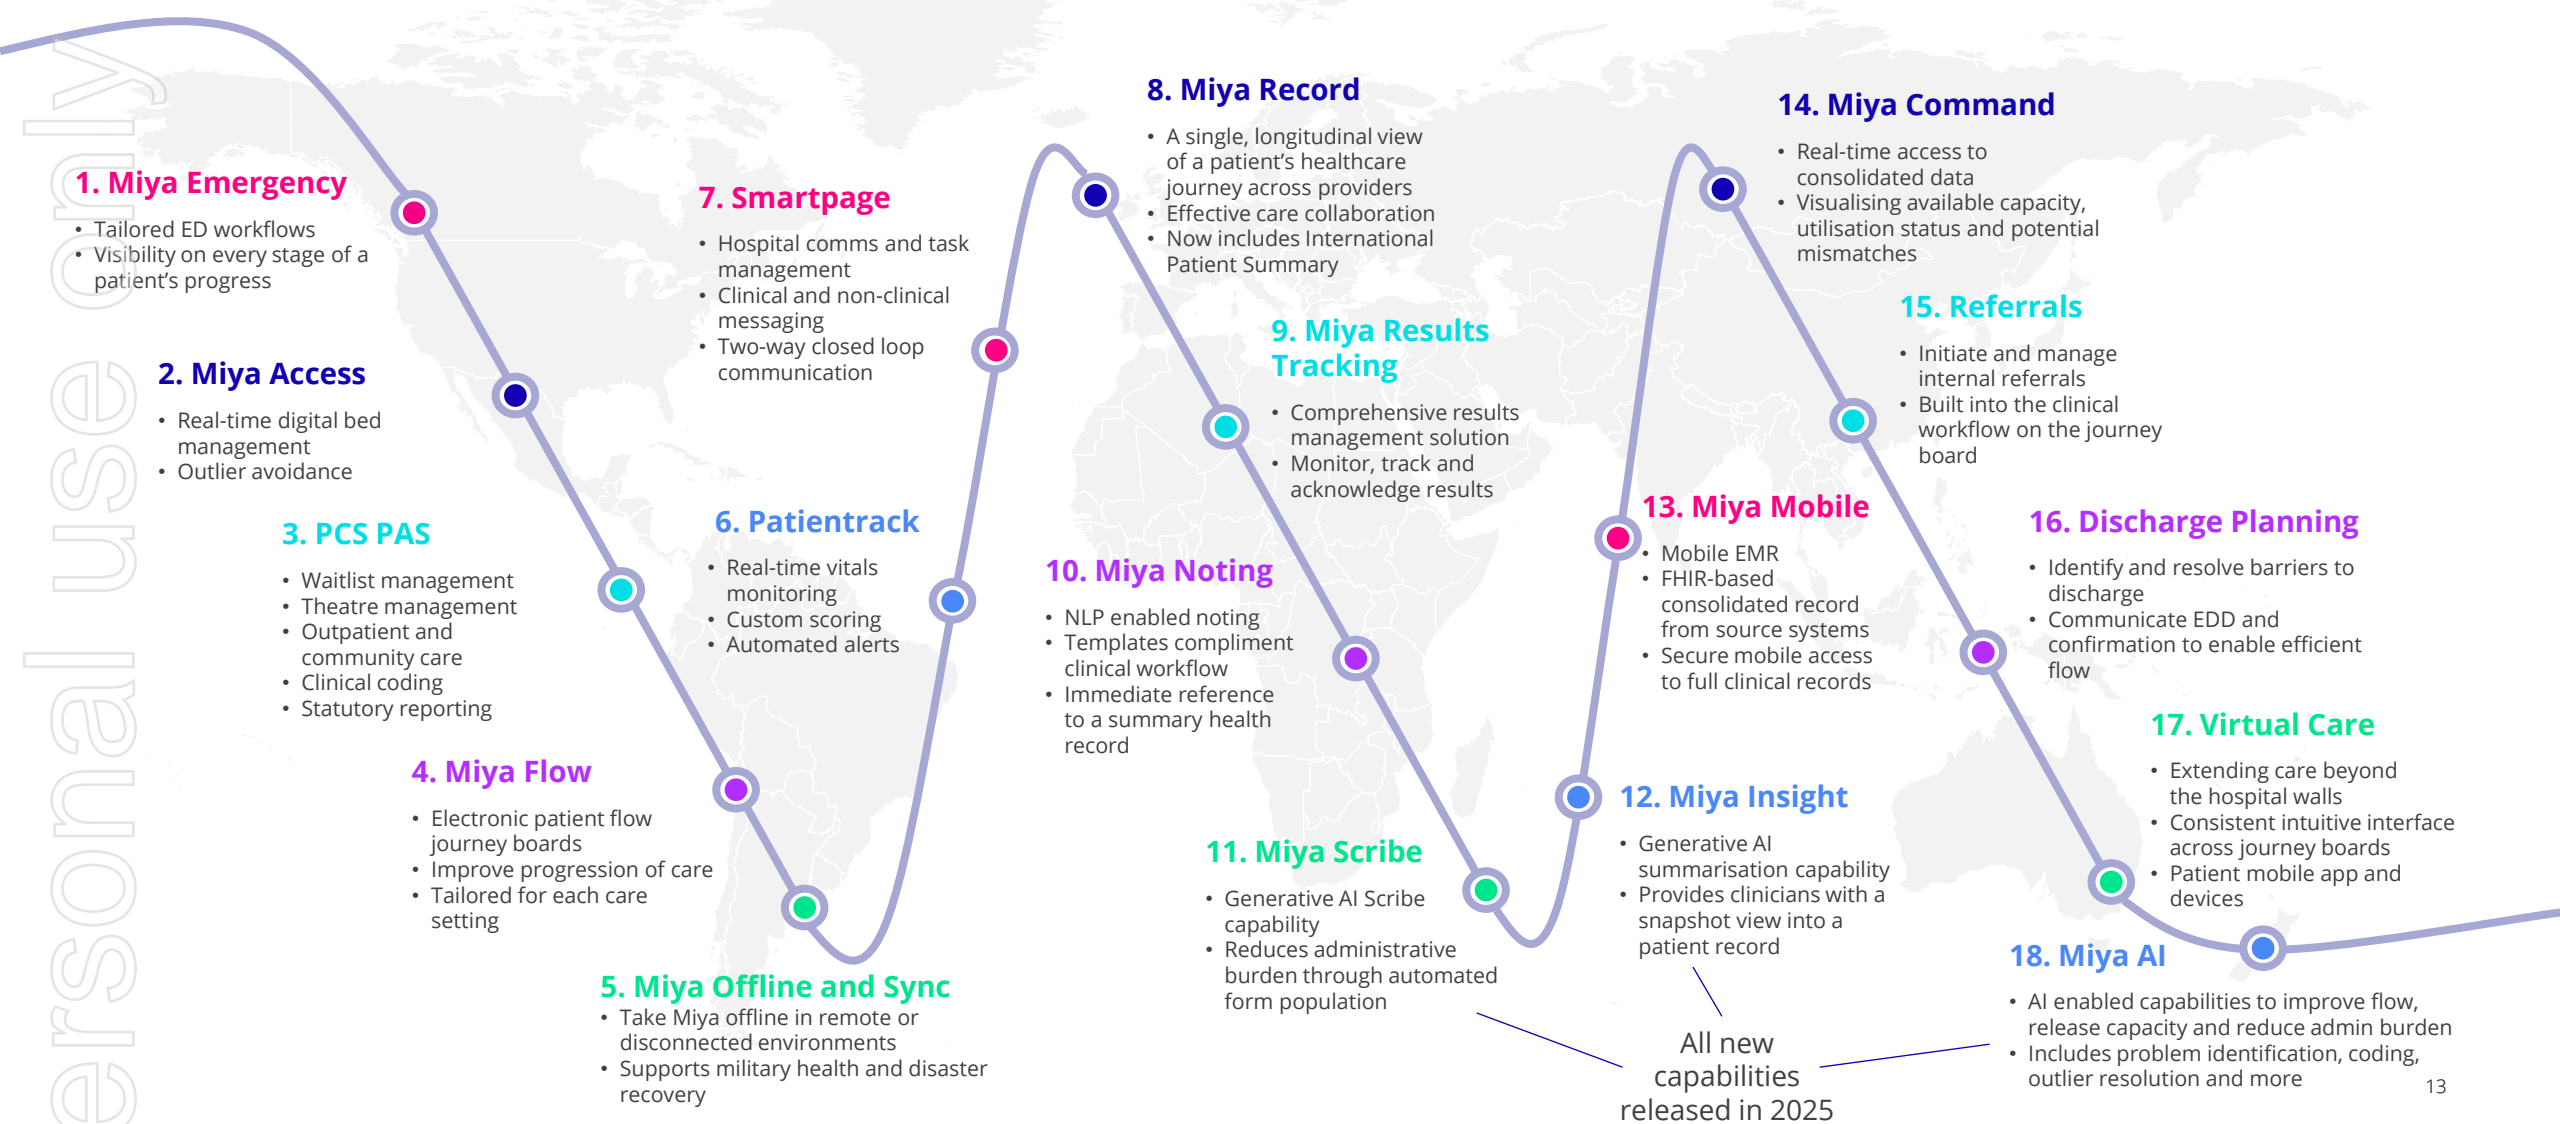 ersonal use only
1. Miya Emergency
• Tailored ED workflows
• Visibility on every stage of a
patient’s progress
2. Miya Access
• Real-time digital bed
management
• Outlier avoidance
3. PCS PAS
• Waitlist management
• Theatre management
• Outpatient and
community care
• Clinical coding
• Statutory reporting
4. Miya Flow
• Electronic patient flow
journey boards
• Improve progression of care
• Tailored for each care
setting
5. Miya Offline and Sync
• Take Miya offline in remote or
disconnected environments
• Supports military health and disaster
recovery
6. Patientrack
• Real-time vitals
monitoring
• Custom scoring
• Automated alerts
7. Smartpage
• Hospital comms and task
management
• Clinical and non-clinical
messaging
• Two-way closed loop
communication
8. Miya Record
• A single, longitudinal view
of a patient’s healthcare
journey across providers
• Effective care collaboration
• Now includes International
Patient Summary
9. Miya Results
Tracking
• Comprehensive results
management solution
• Monitor, track and
acknowledge results
10. Miya Noting
• NLP enabled noting
• Templates compliment
clinical workflow
• Immediate reference
to a summary health
record
11. Miya Scribe
• Generative AI Scribe
capability
• Reduces administrative
burden through automated
form population
12. Miya Insight
• Generative AI
summarisation capability
• Provides clinicians with a
snapshot view into a
patient record
13. Miya Mobile
• Mobile EMR
• FHIR-based
consolidated record
from source systems
• Secure mobile access
to full clinical records
14. Miya Command
• Real-time access to
consolidated data
• Visualising available capacity,
utilisation status and potential
mismatches
15. Referrals
• Initiate and manage
internal referrals
• Built into the clinical
workflow on the journey
board
16. Discharge Planning
• Identify and resolve barriers to
discharge
• Communicate EDD and
confirmation to enable efficient
flow
17. Virtual Care
• Extending care beyond
the hospital walls
• Consistent intuitive interface
across journey boards
• Patient mobile app and
devices
18. Miya AI
• AI enabled capabilities to improve flow,
release capacity and reduce admin burden
• Includes problem identification, coding,
outlier resolution and more
All new
capabilities
released in 2025
13